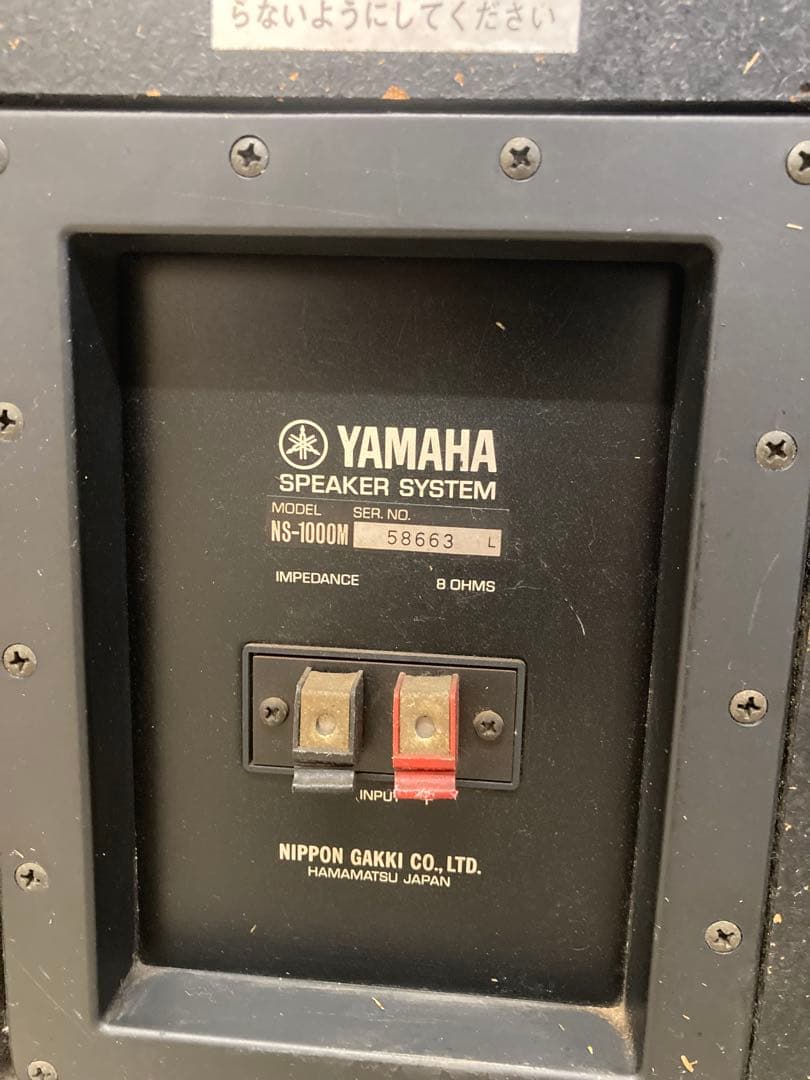 らないようにしてください
YAMAHA
SPEAKER SYSTEM
MODEL SER. NO.
NS-1000M 58663 L
IMPEDANCE 8 OHMS
INPUT
NIPPON GAKKI CO., LTD.
HAMAMATSU JAPAN